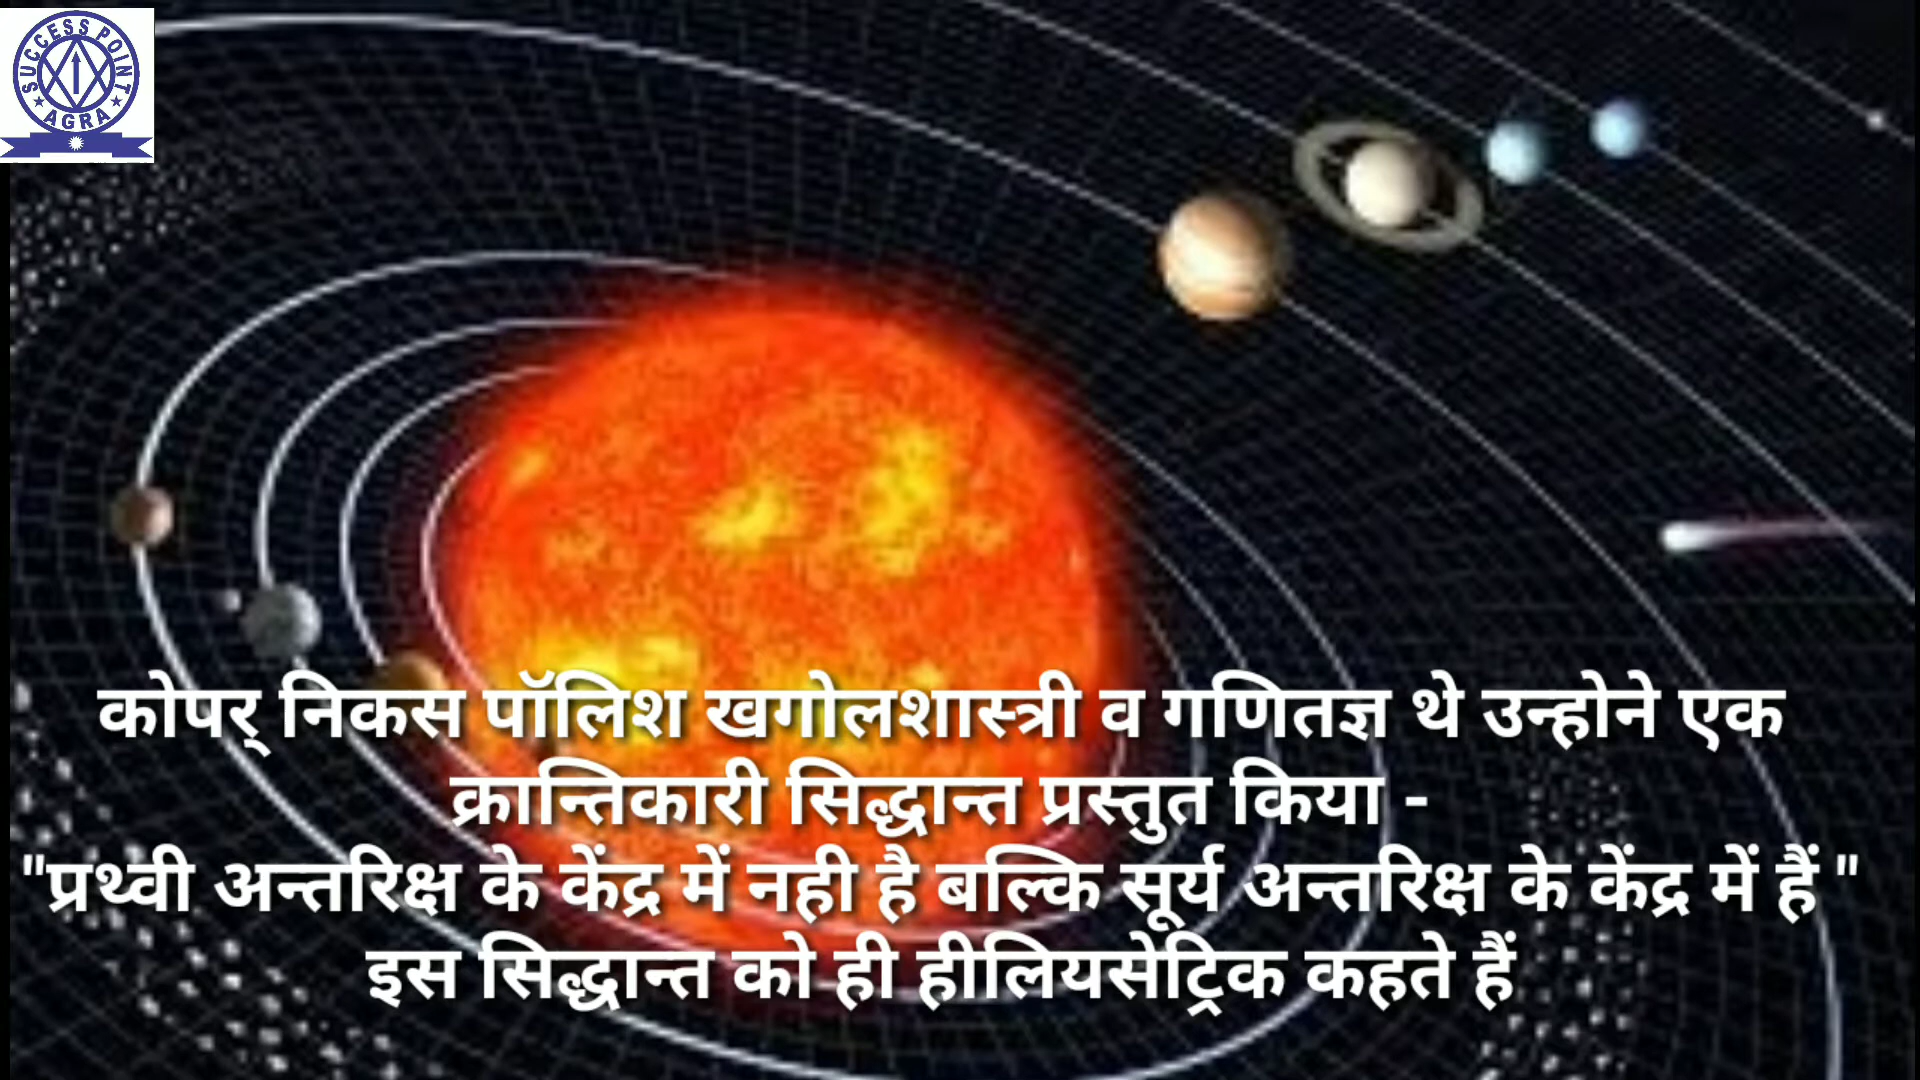 SUCCESS POINT
AGRA
कोपर् निकस पॉलिश खगोलशास्त्री व गणितज्ञ थे उन्होने एक
क्रान्तिकारी सिद्धान्त प्रस्तुत किया -
"प्रथ्वी अन्तरिक्ष के केंद्र में नही है बल्कि सूर्य अन्तरिक्ष के केंद्र में हैं "
इस सिद्धान्त को ही हीलियसेट्रिक कहते हैं